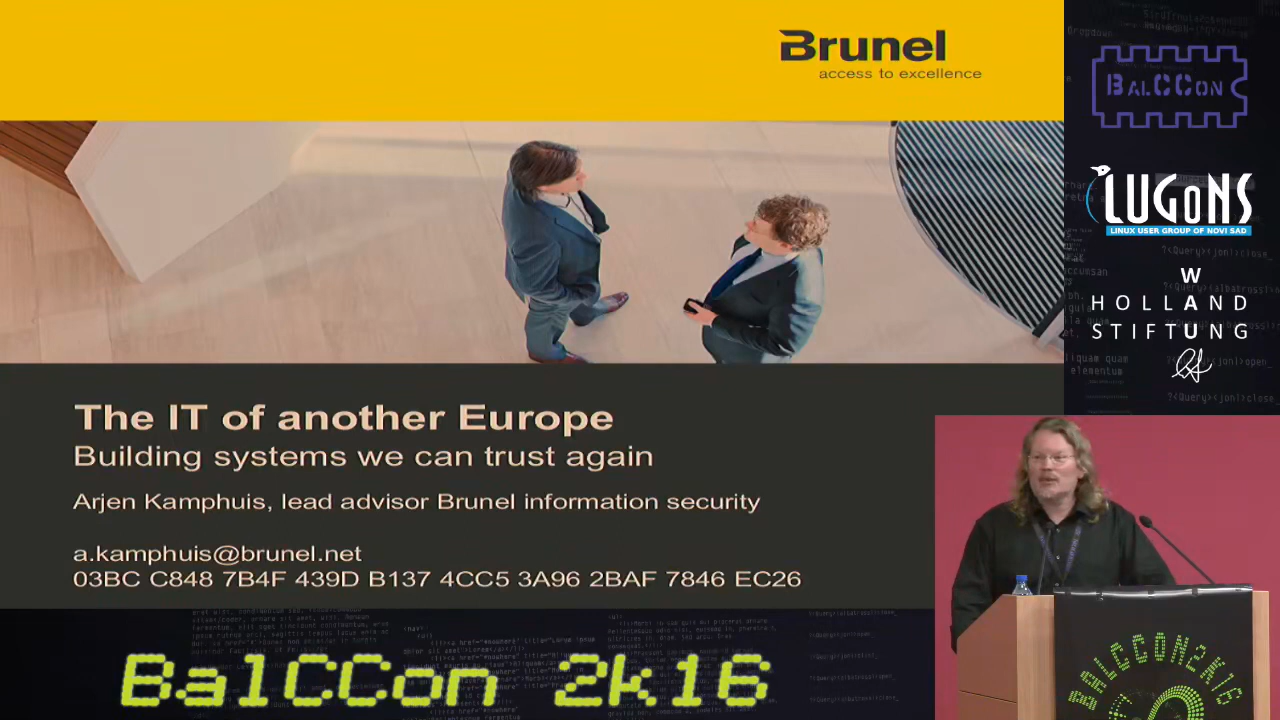 Brunel
access to excellence
The IT of another Europe
Building systems we can trust again
Arjen Kamphuis, lead advisor Brunel information security
a.kamphuis@brunel.net
03BC C848 7B4F 439D B137 4CC5 3A96 2BAF 7846 EC26
BalCCon
LUGoNS
LINUX USER GROUP OF NOVI SAD
W
HOLLAND
STIFTUNG
BALCCON2K16
BalCCon 2k16